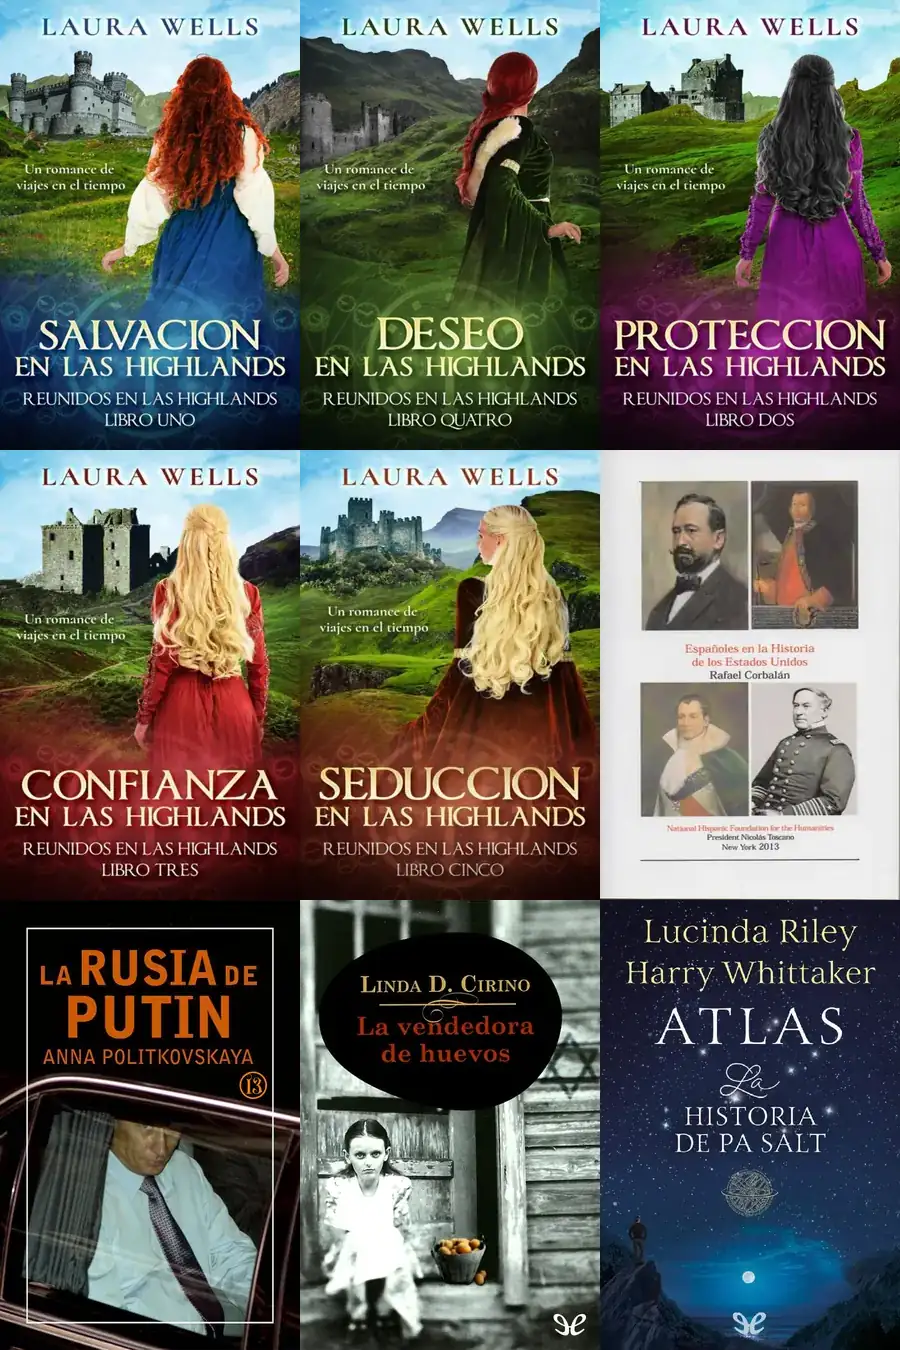 LAURA WELLS
Un romance de
viajes en el tiempo
SALVACION
EN LAS HIGHLANDS
REUNIDOS EN LAS HIGHLANDS
LIBRO UNO
LAURA WELLS
Un romance de
viajes en el tiempo
DESEO
EN LAS HIGHLANDS
REUNIDOS EN LAS HIGHLANDS
LIBRO QUATRO
LAURA WELLS
Un romance de
viajes en el tiempo
PROTECCION
EN LAS HIGHLANDS
REUNIDOS EN LAS HIGHLANDS
LIBRO DOS
LAURA WELLS
Un romance de
viajes en el tiempo
CONFIANZA
EN LAS HIGHLANDS
REUNIDOS EN LAS HIGHLANDS
LIBRO TRES
LAURA WELLS
Un romance de
viajes en el tiempo
SEDUCCION
EN LAS HIGHLANDS
REUNIDOS EN LAS HIGHLANDS
LIBRO CINCO
Españoles en la Historia
de los Estados Unidos
Rafael Corbalán
National Hispanic Foundation for the Humanities
President Nicolás Toscano
New York 2013
LA RUSIA DE
PUTIN
ANNA POLITKOVSKAYA
13
LINDA D. CIRINO
La vendedora
de huevos
Lucinda Riley
Harry Whittaker
ATLAS
La
HISTORIA
DE PA SALT